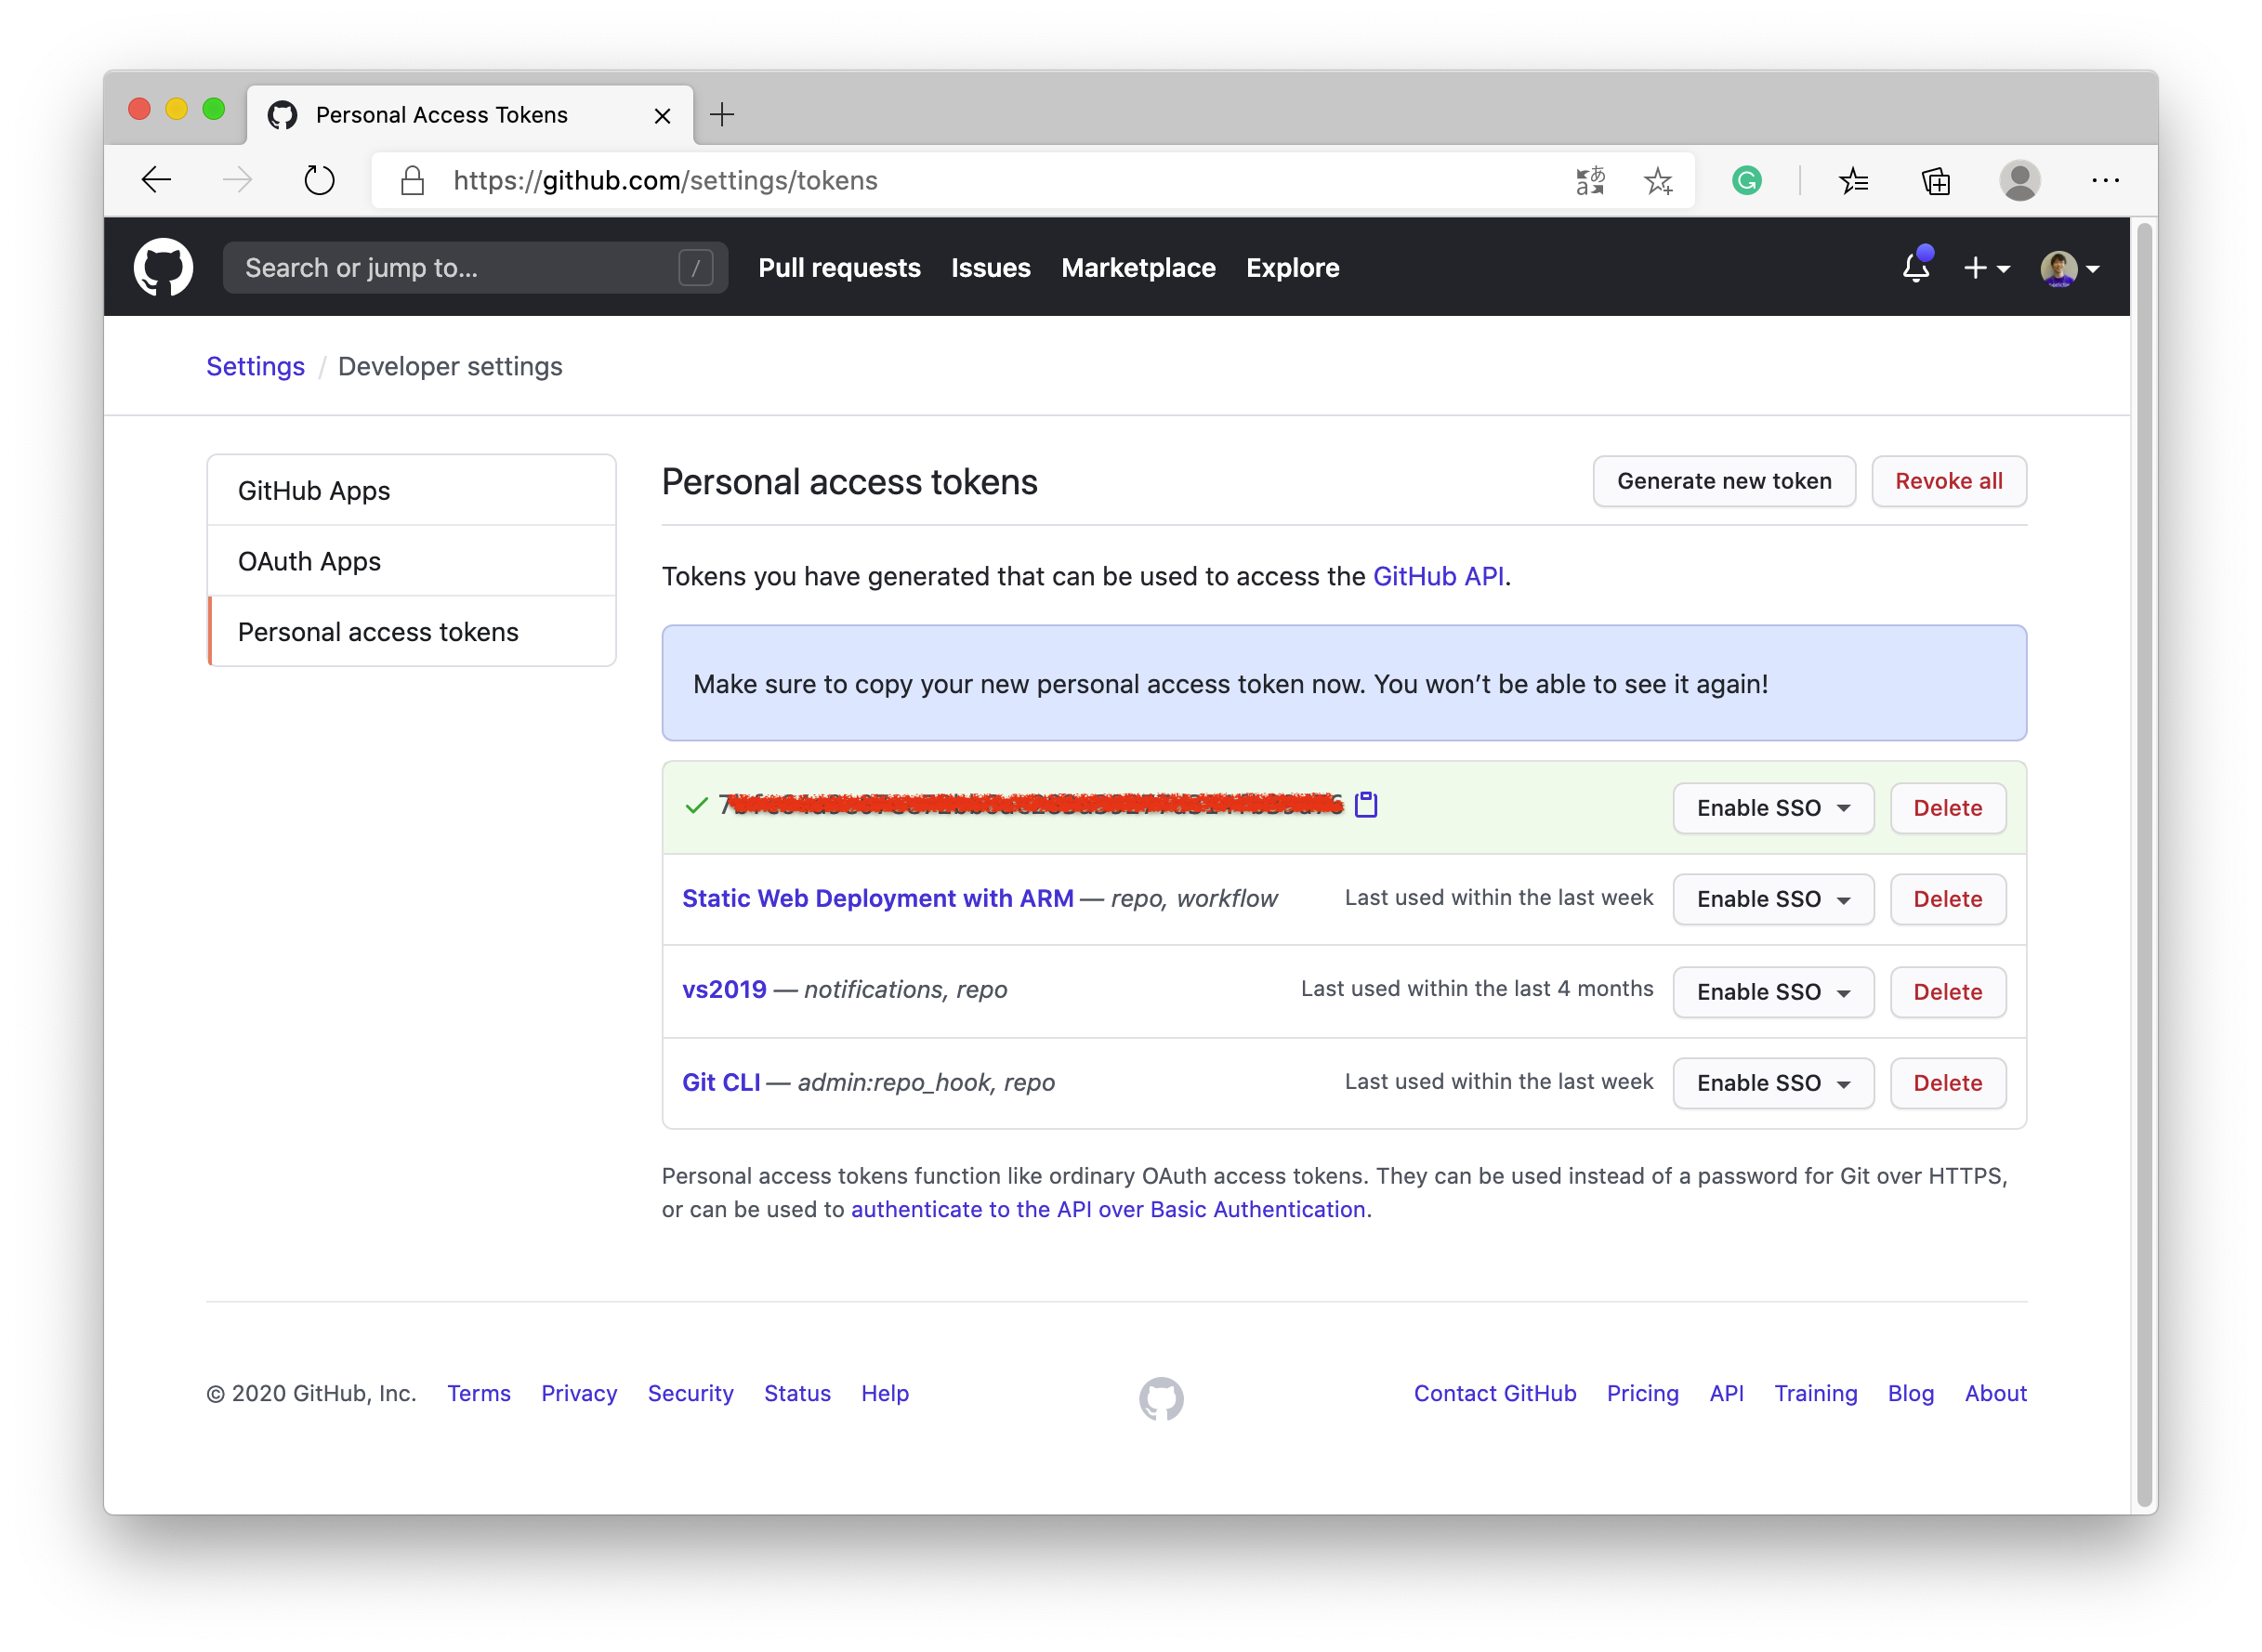 Personal Access Tokens
https://github.com/settings/tokens
Search or jump to... / Pull requests Issues Marketplace Explore
Settings / Developer settings
GitHub Apps
OAuth Apps
Personal access tokens
Personal access tokens Generate new token Revoke all
Tokens you have generated that can be used to access the GitHub API.
Make sure to copy your new personal access token now. You won’t be able to see it again!
Enable SSO Delete
Static Web Deployment with ARM — repo, workflow Last used within the last week Enable SSO Delete
vs2019 — notifications, repo Last used within the last 4 months Enable SSO Delete
Git CLI — admin:repo_hook, repo Last used within the last week Enable SSO Delete
Personal access tokens function like ordinary OAuth access tokens. They can be used instead of a password for Git over HTTPS,
or can be used to authenticate to the API over Basic Authentication.
© 2020 GitHub, Inc. Terms Privacy Security Status Help Contact GitHub Pricing API Training Blog About